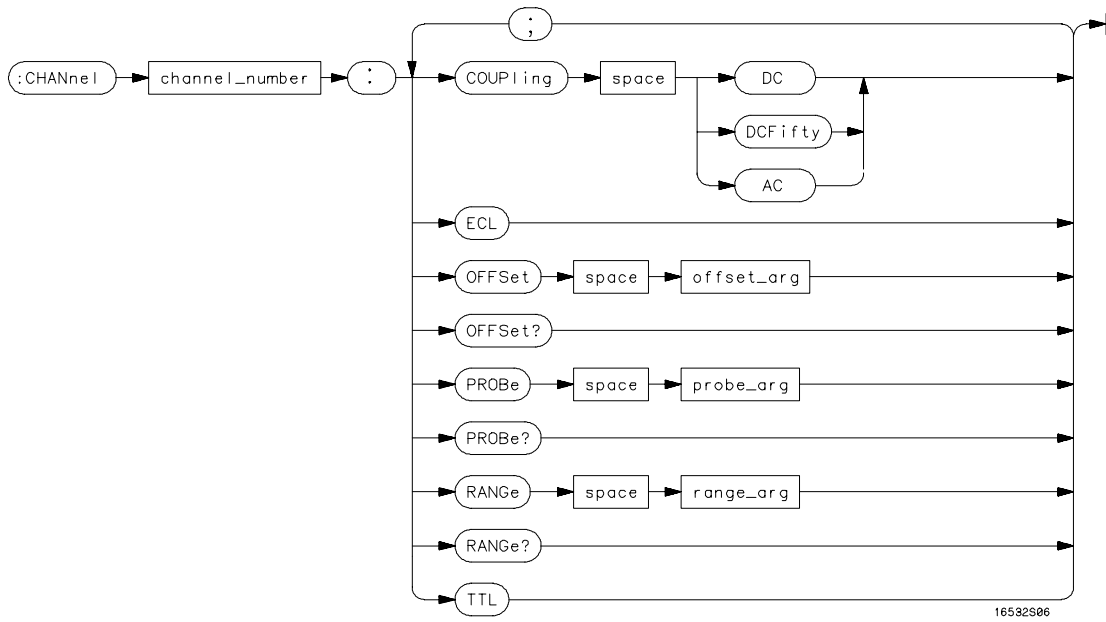 ;
:CHANnel channel_number : COUPling space DC
DCFifty
AC
ECL
OFFSet space offset_arg
OFFSet?
PROBe space probe_arg
PROBe?
RANGe space range_arg
RANGe?
TTL
16532S06